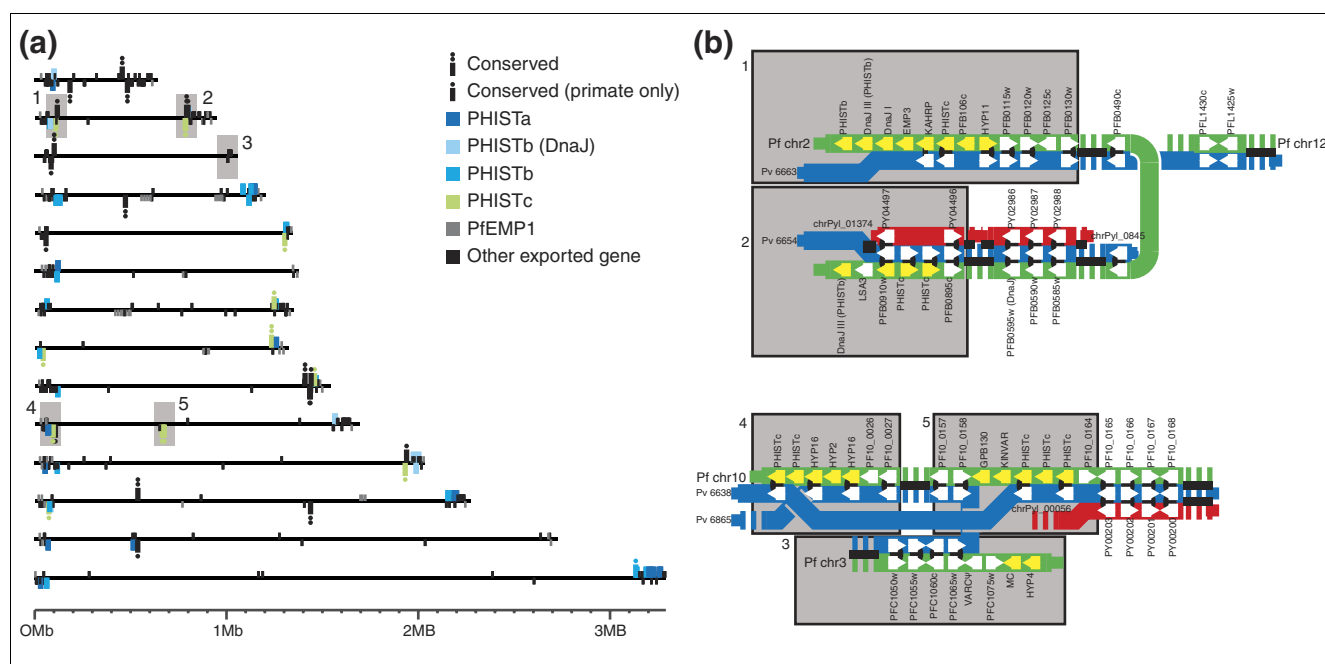 (a)
1
2
3
4
5
Conserved
Conserved (primate only)
PHISTa
PHISTb (DnaJ)
PHISTb
PHISTc
PfEMP1
Other exported gene
OMb
1Mb
2MB
3MB
(b)
1
PHISTb
DnaJ III (PHISTb)
DnaJ I
EMP3
KAHRP
PHISTc
PFB106c
HYP11
PFB0115w
PFB0120w
PFB0125c
PFB0130w
PFB0490c
PFL1430c
PFL1425w
Pf chr2
Pf chr12
Pv 6663
2
chrPyl_01374
PY04497
PY04496
PY02986
PY02987
PY02988
chrPyl_0845
Pv 6654
DnaJ III (PHISTb)
LSA3
PFB0910w
PHISTc
PHISTc
PFB0895c
PFB0595w (DnaJ)
PFB0590w
PFB0585w
4
PHISTc
PHISTc
HYP16
HYP2
HYP16
PF10_0026
PF10_0027
5
PF10_0157
PF10_0158
GPB130
KINVAR
PHISTc
PHISTc
PHISTc
PF10_0164
PF10_0165
PF10_0166
PF10_0167
PF10_0168
Pf chr10
Pv 6638
Pv 6865
chrPyl_00056
PY00203
PY00202
PY00201
PY00200
3
Pf chr3
PFC1050w
PFC1055w
PFC1060c
PFC1065w
VARCΨ
PFC1075w
MC
HYP4